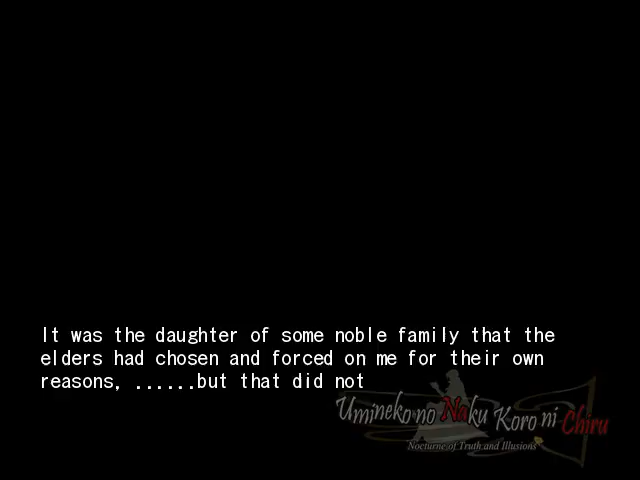 It was the daughter of some noble family that the
elders had chosen and forced on me for their own
reasons, ......but that did not
Umineko no Naku Koro ni Chiru
Nocturne of Truth and Illusions